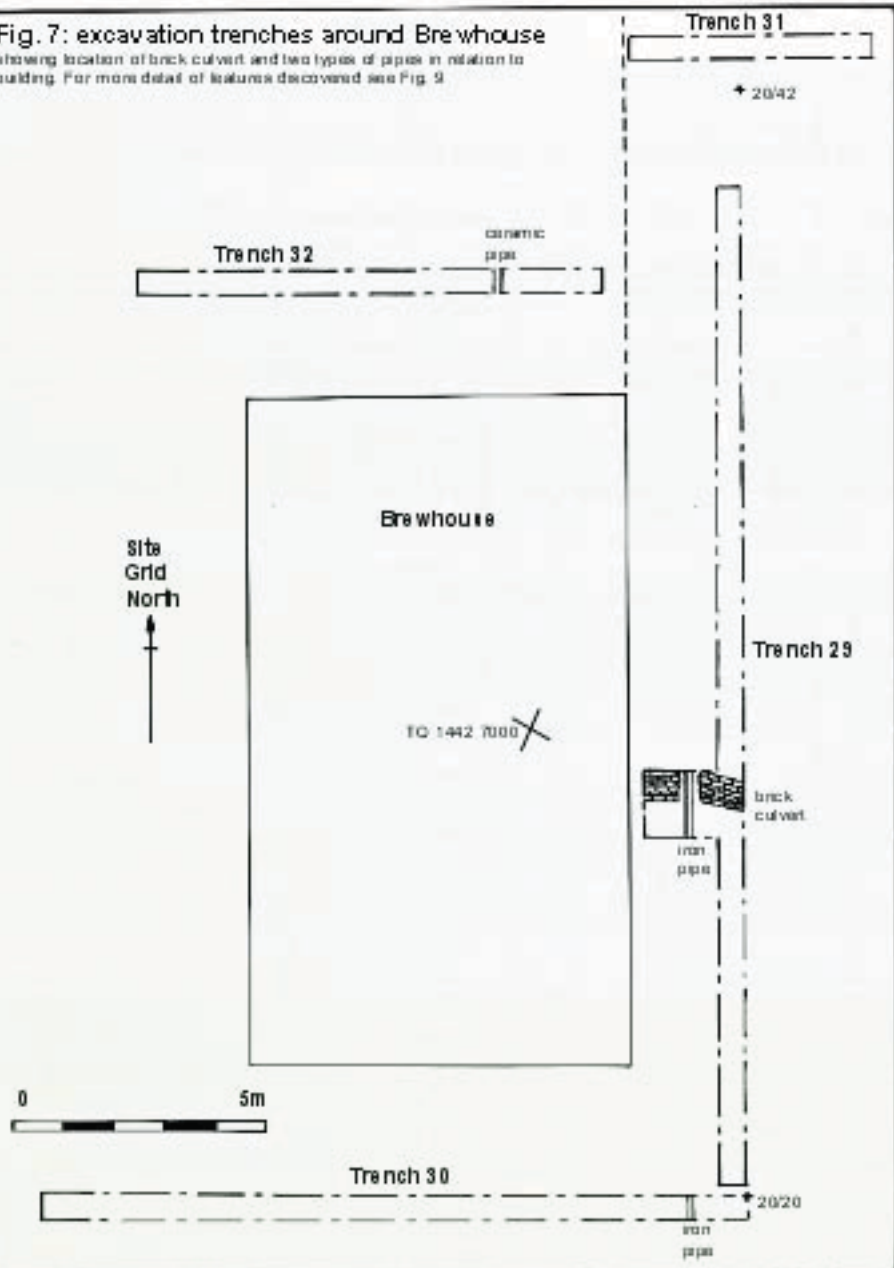 Fig. 7: excavation trenches around Brewhouse
showing location of brick culvert and two types of pipes in relation to
building. For more detail of features discovered see Fig. 9
Trench 31
20/42
Trench 32
ceramic
pipe
Brewhouse
Site
Grid
North
Trench 29
TQ 1442 7000
brick
culvert
iron
pipe
0 5m
Trench 30
20/20
iron
pipe